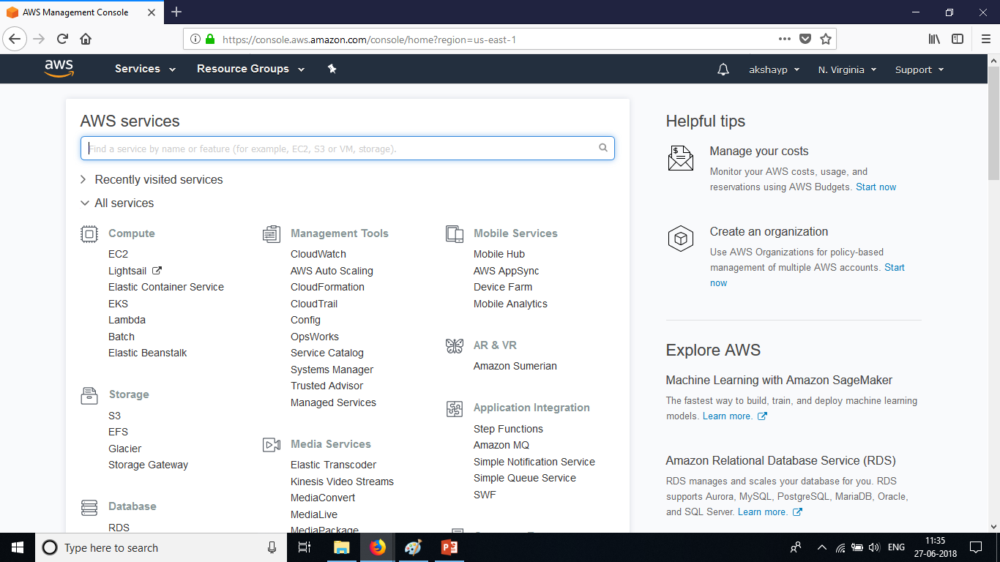 AWS Management Console
https://console.aws.amazon.com/console/home?region=us-east-1
aws
Services
Resource Groups
akshayp
N. Virginia
Support
AWS services
Find a service by name or feature (for example, EC2, S3 or VM, storage).
Recently visited services
All services
Compute
EC2
Lightsail
Elastic Container Service
EKS
Lambda
Batch
Elastic Beanstalk
Storage
S3
EFS
Glacier
Storage Gateway
Database
RDS
Management Tools
CloudWatch
AWS Auto Scaling
CloudFormation
CloudTrail
Config
OpsWorks
Service Catalog
Systems Manager
Trusted Advisor
Managed Services
Media Services
Elastic Transcoder
Kinesis Video Streams
MediaConvert
MediaLive
MediaPackage
Mobile Services
Mobile Hub
AWS AppSync
Device Farm
Mobile Analytics
AR & VR
Amazon Sumerian
Application Integration
Step Functions
Amazon MQ
Simple Notification Service
Simple Queue Service
SWF
Helpful tips
Manage your costs
Monitor your AWS costs, usage, and
reservations using AWS Budgets. Start now
Create an organization
Use AWS Organizations for policy-based
management of multiple AWS accounts. Start
now
Explore AWS
Machine Learning with Amazon SageMaker
The fastest way to build, train, and deploy machine learning
models. Learn more.
Amazon Relational Database Service (RDS)
RDS manages and scales your database for you. RDS
supports Aurora, MySQL, PostgreSQL, MariaDB, Oracle,
and SQL Server. Learn more.
Type here to search
ENG
11:35
27-06-2018